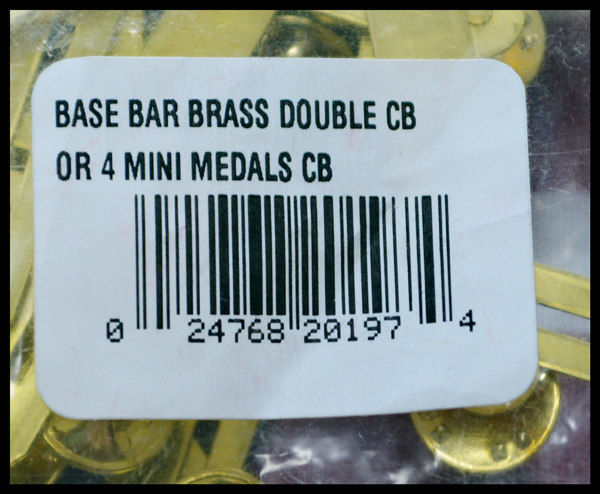 BASE BAR BRASS DOUBLE CB
OR 4 MINI MEDALS CB
0 24768 20197 4